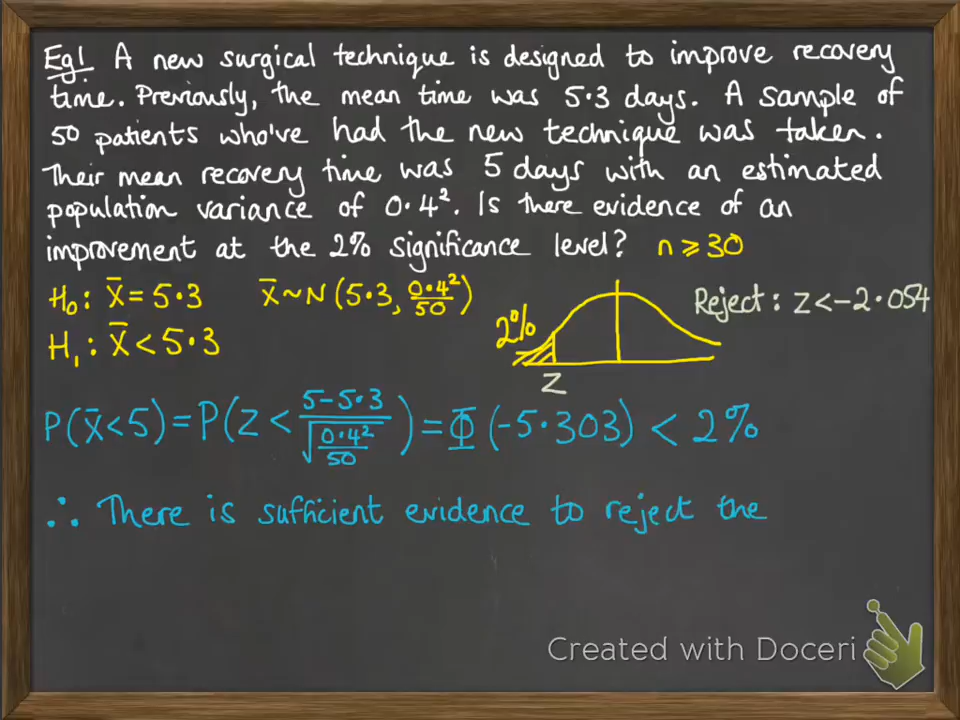 Eg1 A new surgical technique is designed to improve recovery
time. Previously, the mean time was 5·3 days. A sample of
50 patients who've had the new technique was taken.
Their mean recovery time was 5 days with an estimated
population variance of 0·4². Is there evidence of an
improvement at the 2% significance level? n ≥ 30
H₀: X̄ = 5·3 X̄ ~ N (5·3, 0·4²/50) 2% Reject: Z < -2·054
H₁: X̄ < 5·3
Z
P(X̄ < 5) = P(Z < (5-5·3)/√(0·4²/50)) = Φ(-5·303) < 2%
∴ There is sufficient evidence to reject the
Created with Doceri